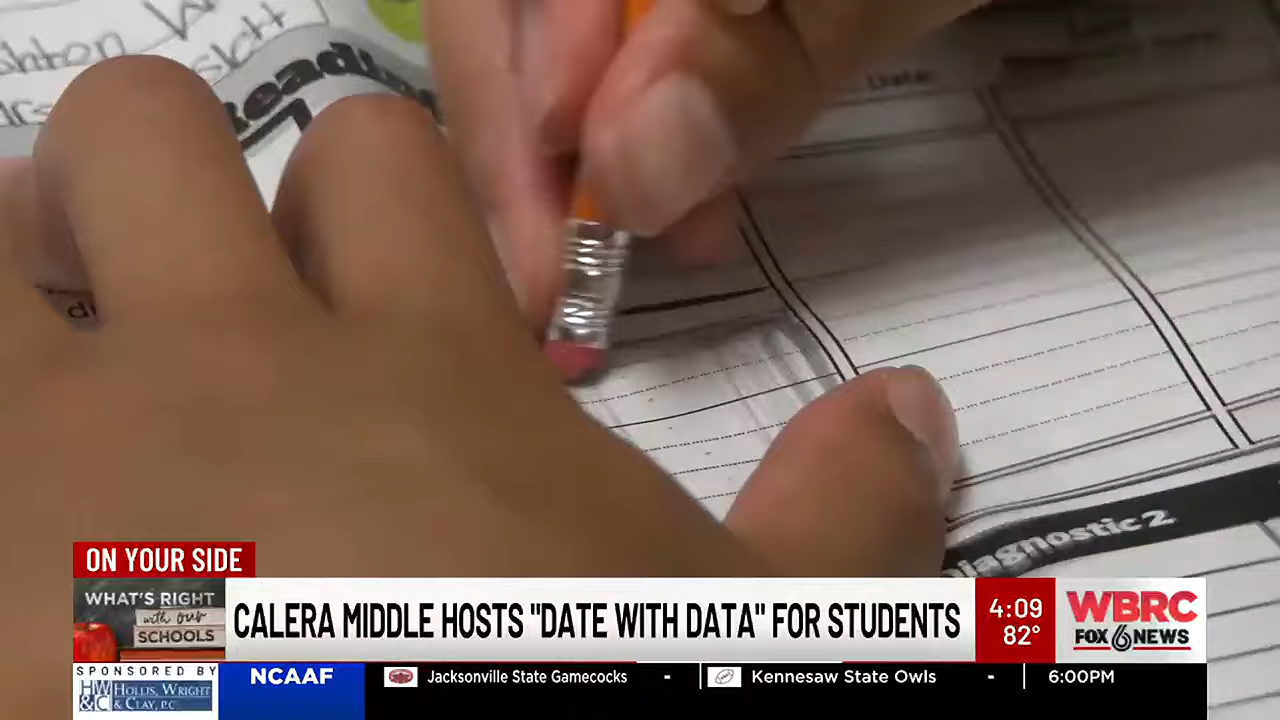 Diagnostic 2
ON YOUR SIDE
WHAT'S RIGHT
with our
SCHOOLS
CALERA MIDDLE HOSTS "DATE WITH DATA" FOR STUDENTS
4:09
82°
WBRC
FOX 6 NEWS
SPONSORED BY
HW&C HOLLIS, WRIGHT & CLAY, P.C.
NCAAF
Jacksonville State Gamecocks - Kennesaw State Owls - 6:00PM